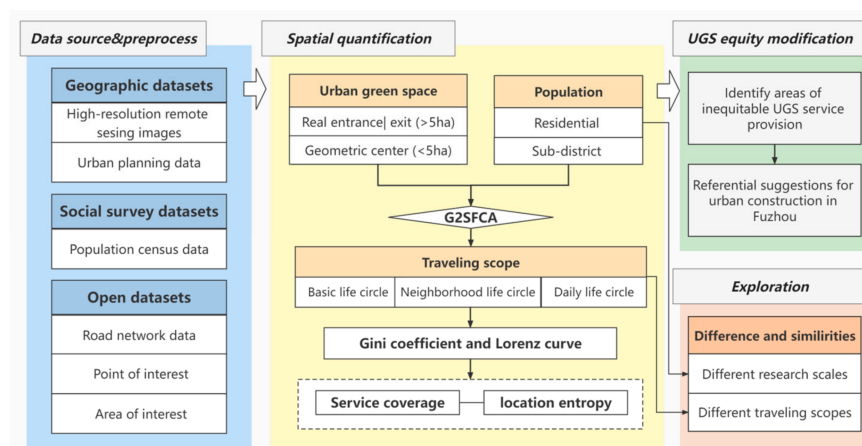 Data source&preprocess
Geographic datasets
High-resolution remote
sesing images
Urban planning data
Social survey datasets
Population census data
Open datasets
Road network data
Point of interest
Area of interest
Spatial quantification
Urban green space
Real entrance| exit (>5ha)
Geometric center (<5ha)
Population
Residential
Sub-district
G2SFCA
Traveling scope
Basic life circle
Neighborhood life circle
Daily life circle
Gini coefficient and Lorenz curve
Service coverage
location entropy
UGS equity modification
Identify areas of
inequitable UGS service
provision
Referential suggestions for
urban construction in
Fuzhou
Exploration
Difference and similirities
Different research scales
Different traveling scopes